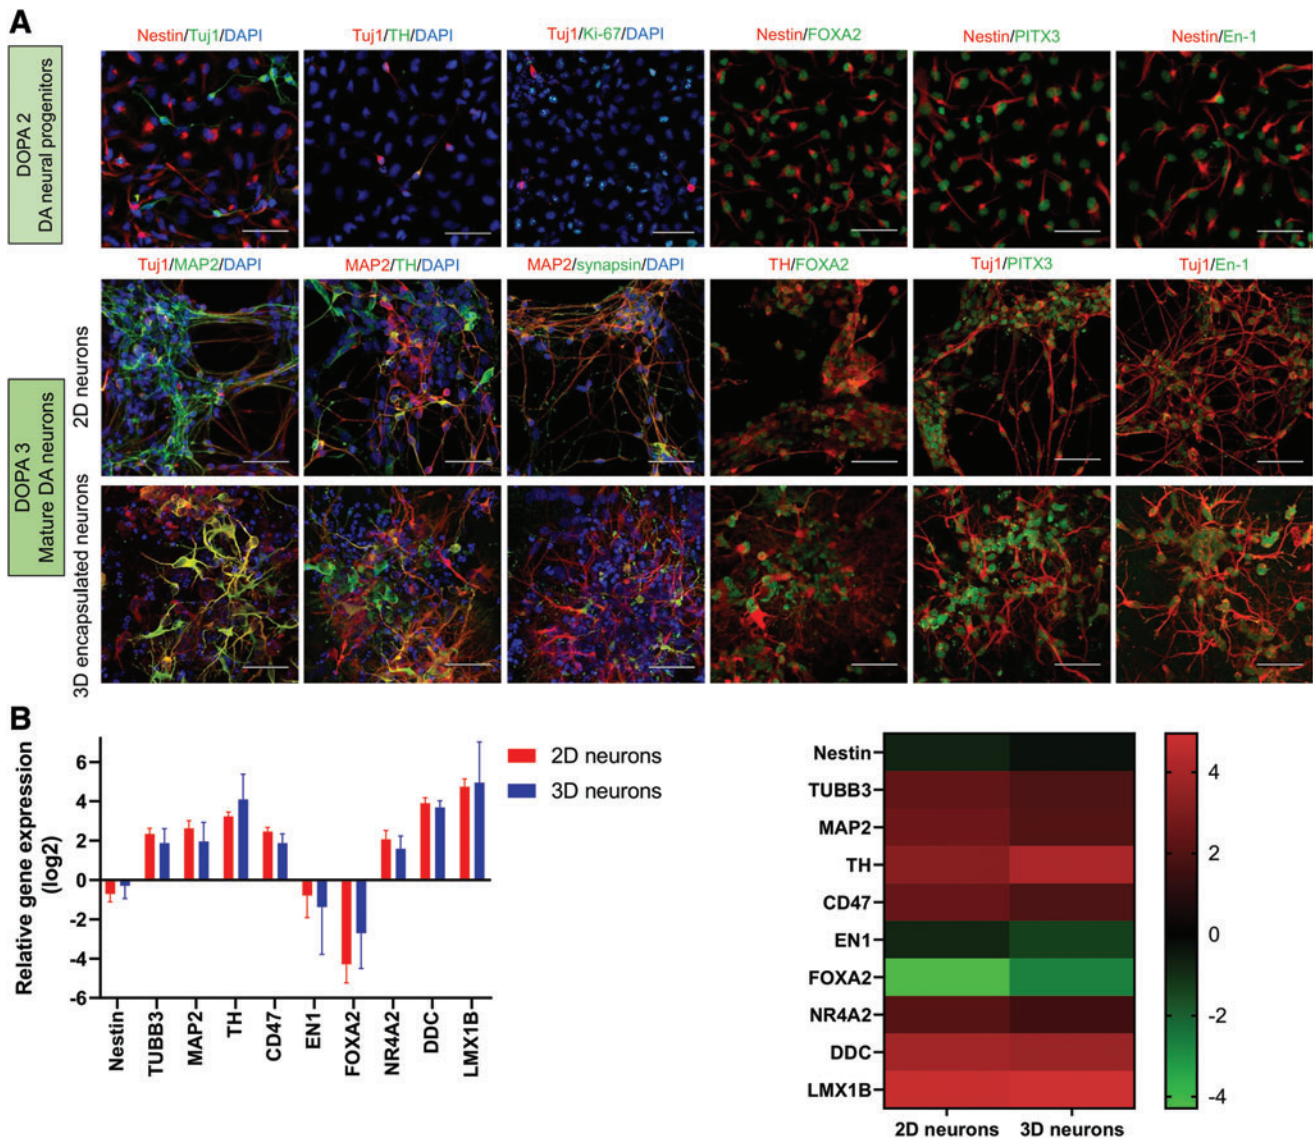 A
Nestin/Tuj1/DAPI
Tuj1/TH/DAPI
Tuj1/Ki-67/DAPI
Nestin/FOXA2
Nestin/PITX3
Nestin/En-1
DOPA 2
DA neural progenitors
Tuj1/MAP2/DAPI
MAP2/TH/DAPI
MAP2/synapsin/DAPI
TH/FOXA2
Tuj1/PITX3
Tuj1/En-1
DOPA 3
Mature DA neurons
2D neurons
3D encapsulated neurons
B
Relative gene expression
(log2)
6
4
2
0
-2
-4
-6
Nestin
TUBB3
MAP2
TH
CD47
EN1
FOXA2
NR4A2
DDC
LMX1B
2D neurons
3D neurons
Nestin
TUBB3
MAP2
TH
CD47
EN1
FOXA2
NR4A2
DDC
LMX1B
2D neurons
3D neurons
4
2
0
-2
-4